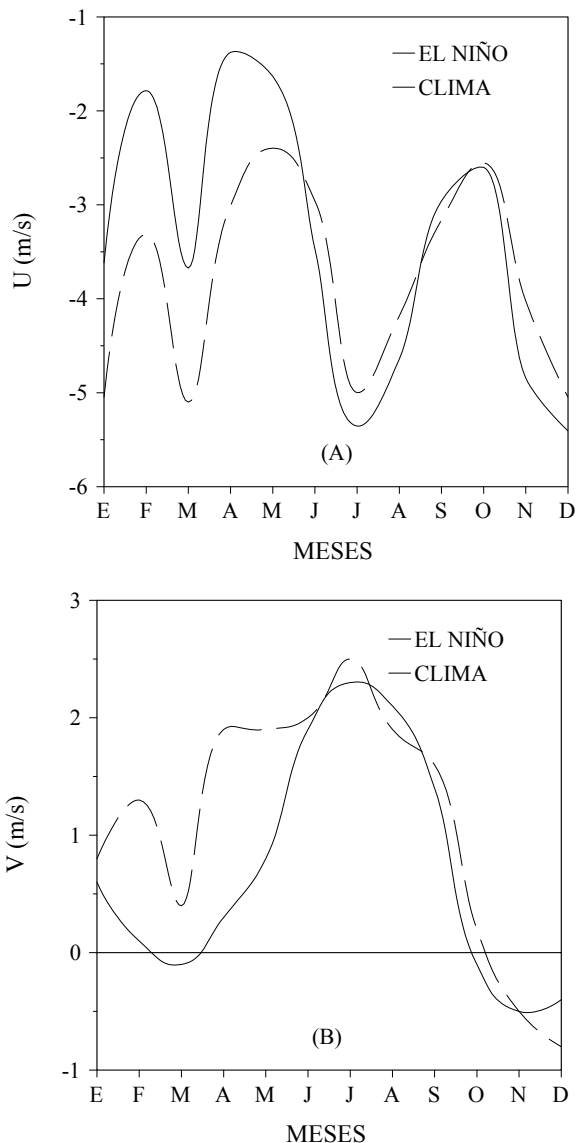 -1
EL NIÑO
CLIMA
-2
-3
U (m/s)
-4
-5
(A)
-6
E F M A M J J A S O N D
MESES
3
EL NIÑO
CLIMA
2
V (m/s)
1
0
(B)
-1
E F M A M J J A S O N D
MESES